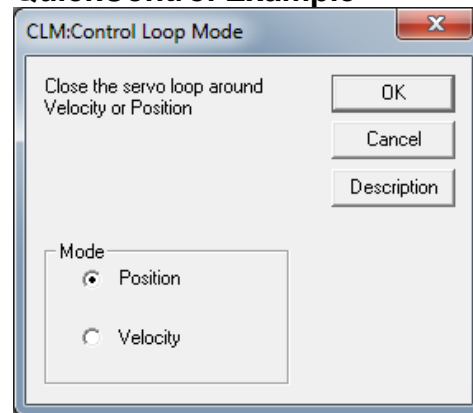 CLM:Control Loop Mode
Close the servo loop around
Velocity or Position
OK
Cancel
Description
Mode
Position
Velocity